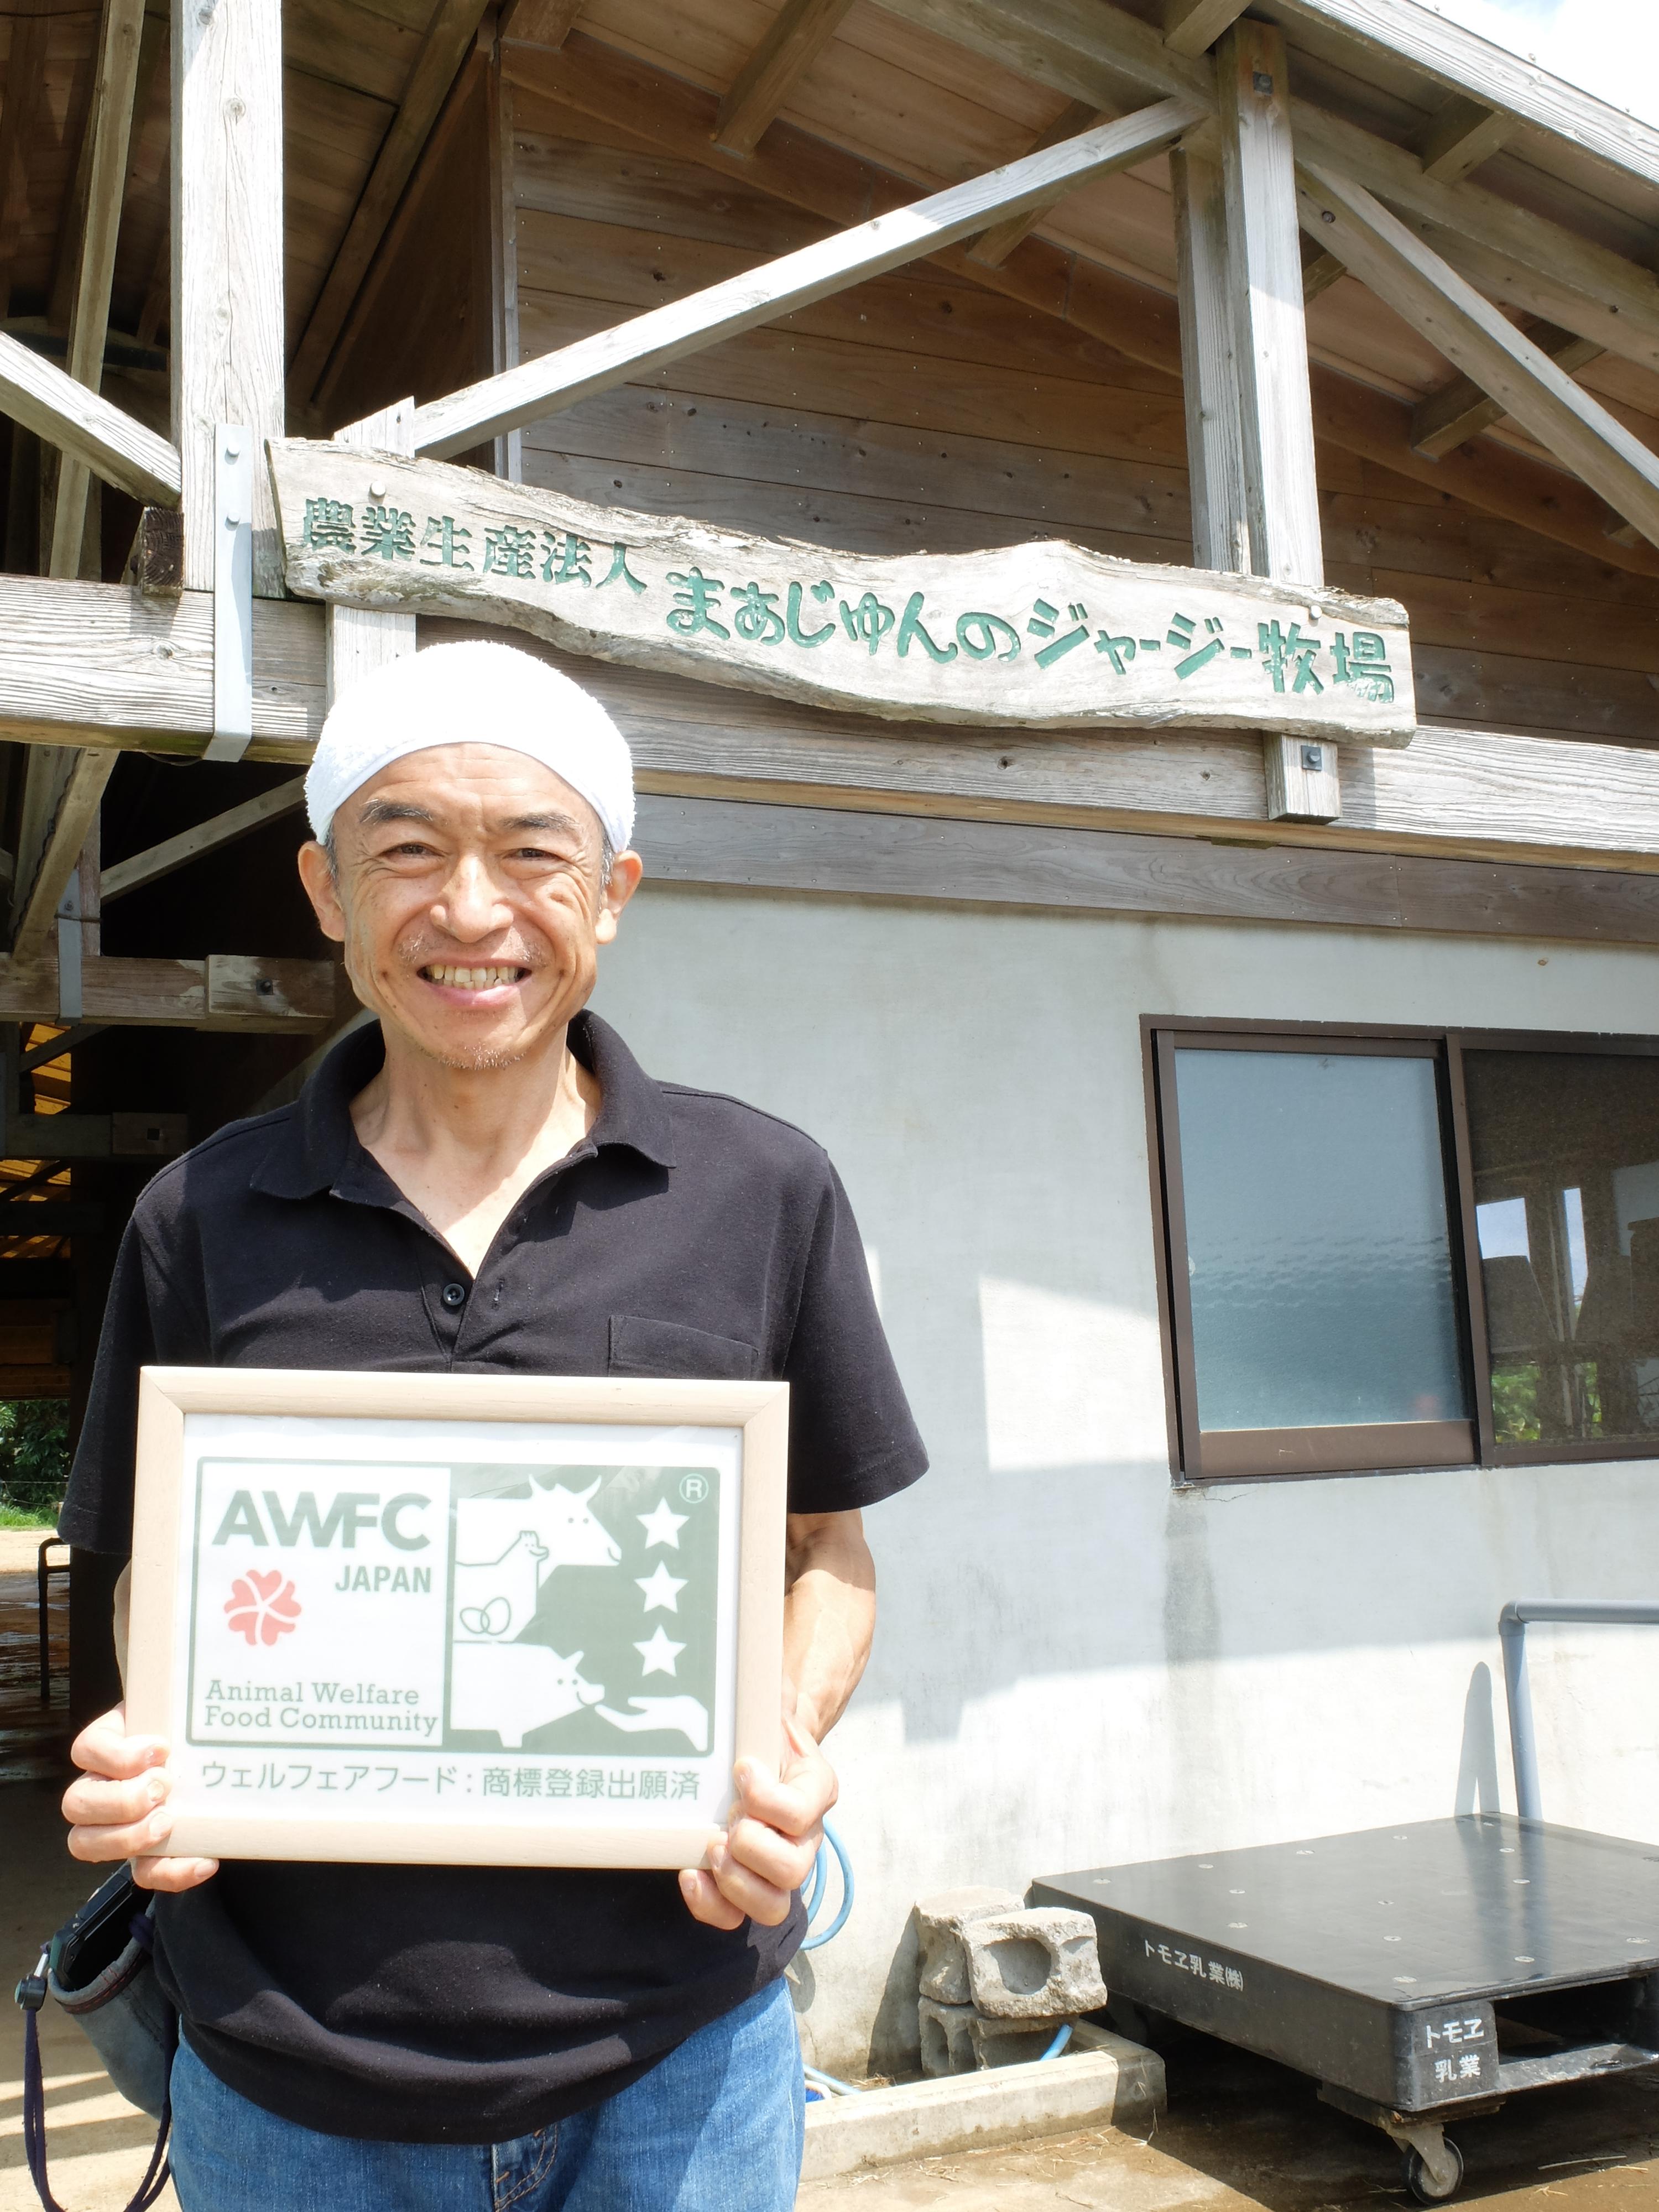 農業生産法人 まあじゅんのジャージー牧場
AWFC
JAPAN
®
Animal Welfare
Food Community
ウェルフェアフード:商標登録出願済
トモヱ乳業㈱
トモヱ
乳業